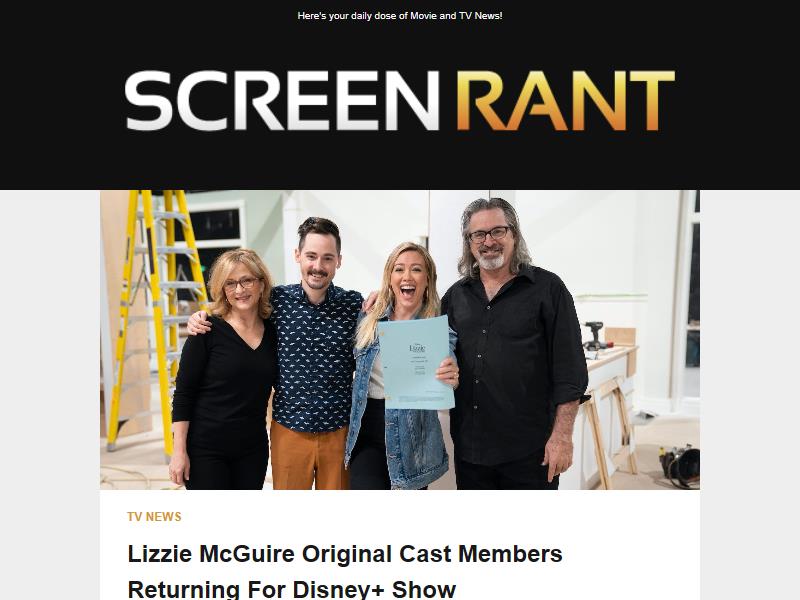 Here's your daily dose of Movie and TV News!
SCREEN RANT
Lizzie
TV NEWS
Lizzie McGuire Original Cast Members
Returning For Disney+ Show